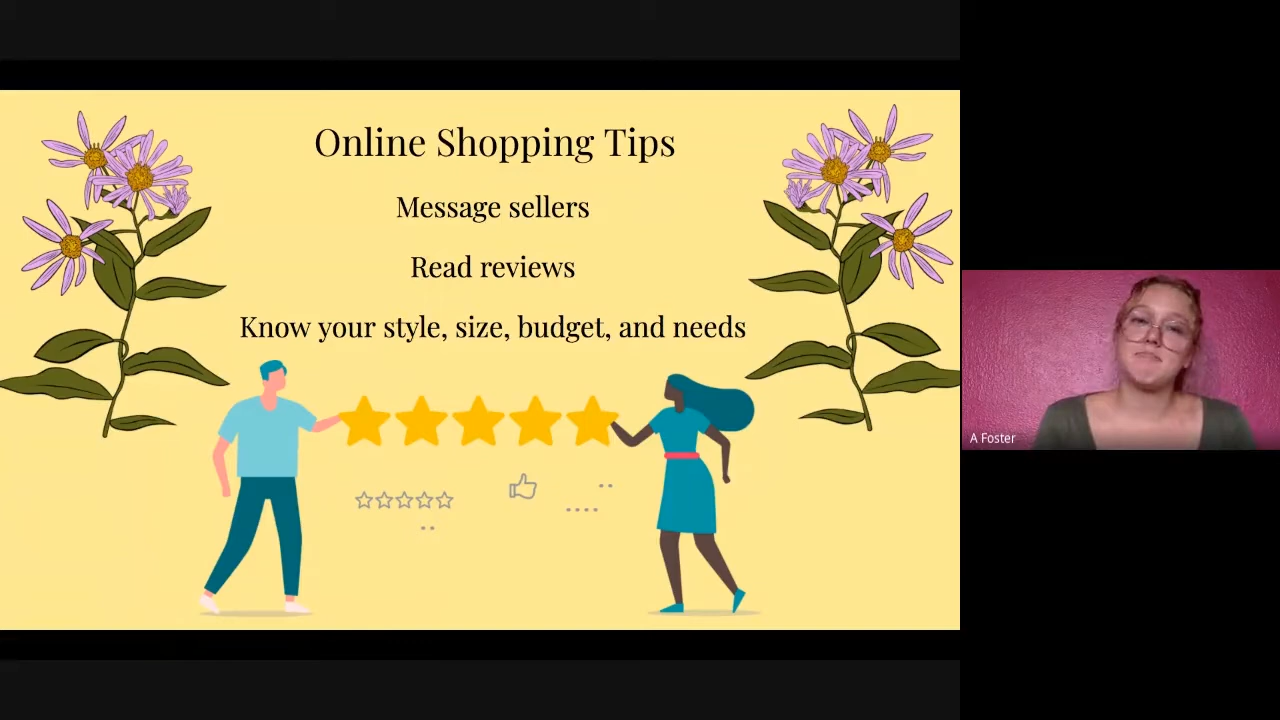 Online Shopping Tips
Message sellers
Read reviews
Know your style, size, budget, and needs
A Foster